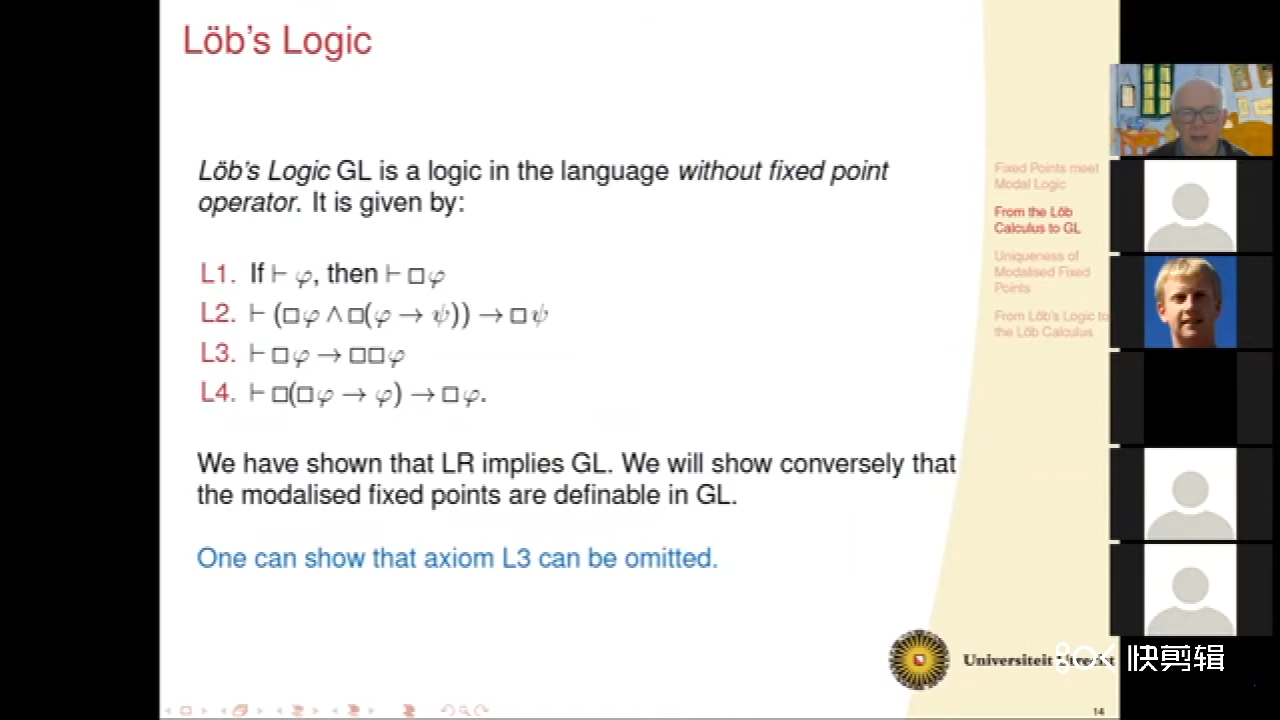 Löb's Logic
Löb's Logic GL is a logic in the language without fixed point
operator. It is given by:
L1. If ⊢ φ, then ⊢ □φ
L2. ⊢ (□φ ∧ □(φ → ψ)) → □ψ
L3. ⊢ □φ → □□φ
L4. ⊢ □(□φ → φ) → □φ.
We have shown that LR implies GL. We will show conversely that
the modalised fixed points are definable in GL.
One can show that axiom L3 can be omitted.
Fixed Points meet
Modal Logic
From the Löb
Calculus to GL
Uniqueness of
Modalised Fixed
Points
From Löb's Logic to
the Löb Calculus
Universiteit Utrecht
快剪辑
14